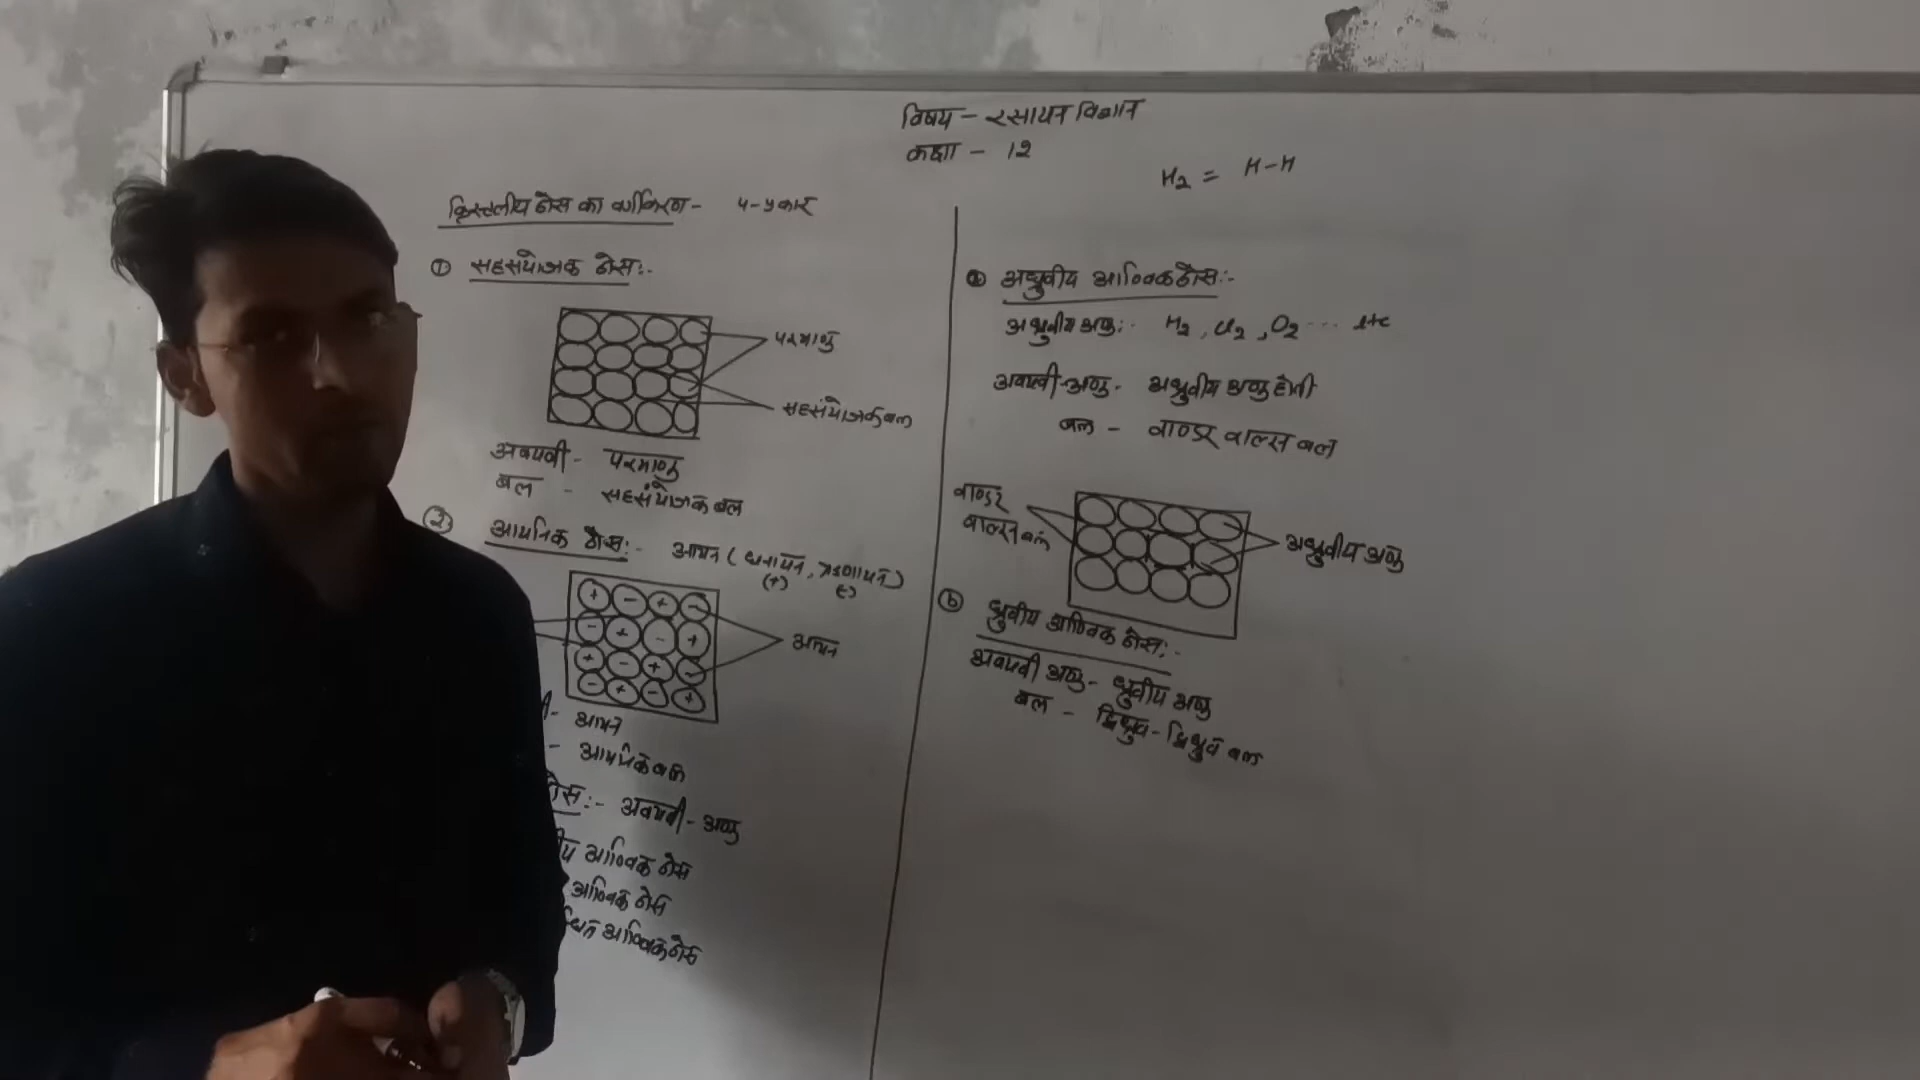 विषय - रसायन विज्ञान
कक्षा - 12
H2 = H-H
क्रिस्टलीय ठोस का वर्गीकरण - 4-प्रकार
① सहसंयोजक ठोस:-
परमाणु
सहसंयोजक बल
अवयवी - परमाणु
बल - सहसंयोजक बल
② आयनिक ठोस:- आयन ( धनायन, ऋणायन )
(+) (-)
+ - + -
- + - +
+ - + -
- + - +
आयन
- आयन
- आयनिक बल
ठोस:- अवयवी - अणु
आण्विक ठोस
आण्विक ठोस
आण्विक ठोस
ⓐ अध्रुवीय आण्विक ठोस:-
अध्रुवीय अणु:- H2, Cl2, O2 ... etc
अवयवी अणु - अध्रुवीय अणु होती
बल - वाण्डर वाल्स बल
वाण्डर
वाल्स बल
अध्रुवीय अणु
ⓑ ध्रुवीय आण्विक ठोस:-
अवयवी अणु - ध्रुवीय अणु
बल - द्विध्रुव-द्विध्रुव बल